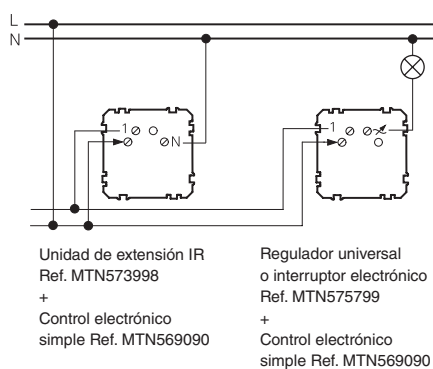 L
N
1
N
1
Unidad de extensión IR
Ref. MTN573998
+
Control electrónico
simple Ref. MTN569090
Regulador universal
o interruptor electrónico
Ref. MTN575799
+
Control electrónico
simple Ref. MTN569090